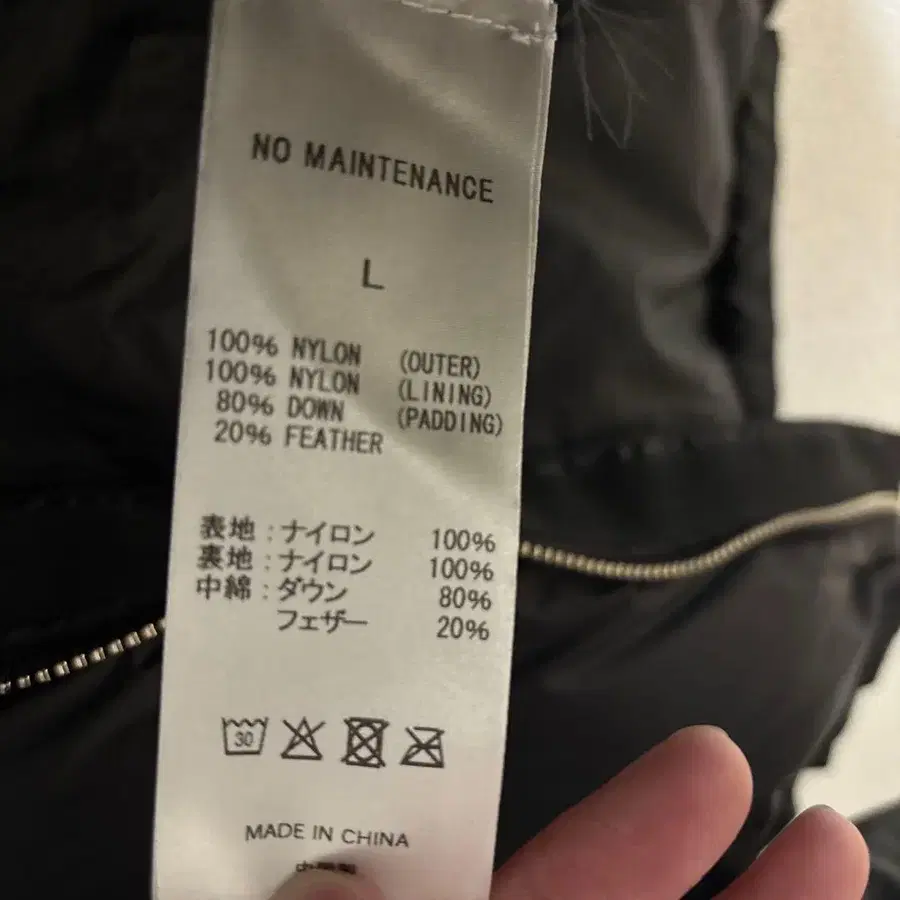 NO MAINTENANCE
L
100% NYLON (OUTER)
100% NYLON (LINING)
80% DOWN (PADDING)
20% FEATHER
表地:ナイロン 100%
裏地:ナイロン 100%
中綿:ダウン 80%
フェザー 20%
30
MADE IN CHINA